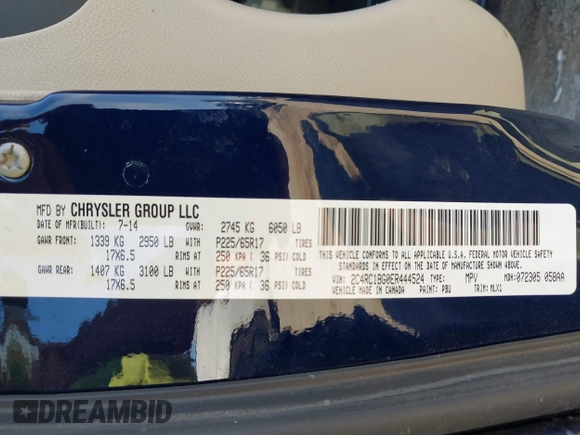 MFD BY CHRYSLER GROUP LLC
DATE OF MFR(BUILT): 7-14 GVWR: 2745 KG 6050 LB
GAWR FRONT: 1339 KG 2950 LB WITH P225/65R17 TIRES
17X6.5 RIMS AT 250 KPA( 36 PSI) COLD
GAWR REAR: 1407 KG 3100 LB WITH P225/65R17 TIRES
17X6.5 RIMS AT 250 KPA( 36 PSI) COLD
THIS VEHICLE CONFORMS TO ALL APPLICABLE U.S.A. FEDERAL MOTOR VEHICLE SAFETY
STANDARDS IN EFFECT ON THE DATE OF MANUFACTURE SHOWN ABOVE.
VIN: 2C4RC1BG0ER444524 TYPE: MPV MDH:072305 058AA
VEHICLE MADE IN CANADA PAINT: PBU TRIM: MLX1
DREAMBID